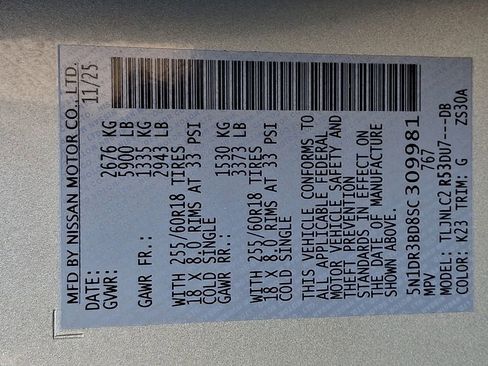 MFD BY NISSAN MOTOR CO., LTD.
DATE: 11/25
GVWR: 2676 KG
5900 LB
GAWR FR.: 1335 KG
2943 LB
WITH 255/60R18 TIRES
18 X 8.0 RIMS AT 33 PSI
COLD SINGLE
GAWR RR.: 1530 KG
3373 LB
WITH 255/60R18 TIRES
18 X 8.0 RIMS AT 33 PSI
COLD SINGLE
THIS VEHICLE CONFORMS TO
ALL APPLICABLE FEDERAL
MOTOR VEHICLE SAFETY AND
THEFT PREVENTION
STANDARDS IN EFFECT ON
THE DATE OF MANUFACTURE
5N1DR3BD8SC309981
MPV 767
MODEL: TLJNLCZ R53DU7---DB
COLOR: K23 TRIM: G ZS30A